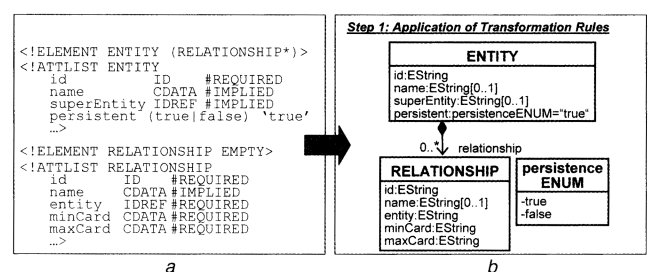 <!ELEMENT ENTITY (RELATIONSHIP*)>
<!ATTLIST ENTITY
id ID #REQUIRED
name CDATA #IMPLIED
superEntity IDREF #IMPLIED
persistent (true|false) 'true'
…>
<!ELEMENT RELATIONSHIP EMPTY>
<!ATTLIST RELATIONSHIP
id ID #REQUIRED
name CDATA #IMPLIED
entity IDREF #REQUIRED
minCard CDATA #REQUIRED
maxCard CDATA #REQUIRED
…>
a
Step 1: Application of Transformation Rules
ENTITY
id:EString
name:EString[0..1]
superEntity:EString[0..1]
persistent:persistenceENUM="true"
0..* relationship
RELATIONSHIP
id:EString
name:EString[0..1]
entity:EString
minCard:EString
maxCard:EString
persistence
ENUM
-true
-false
b